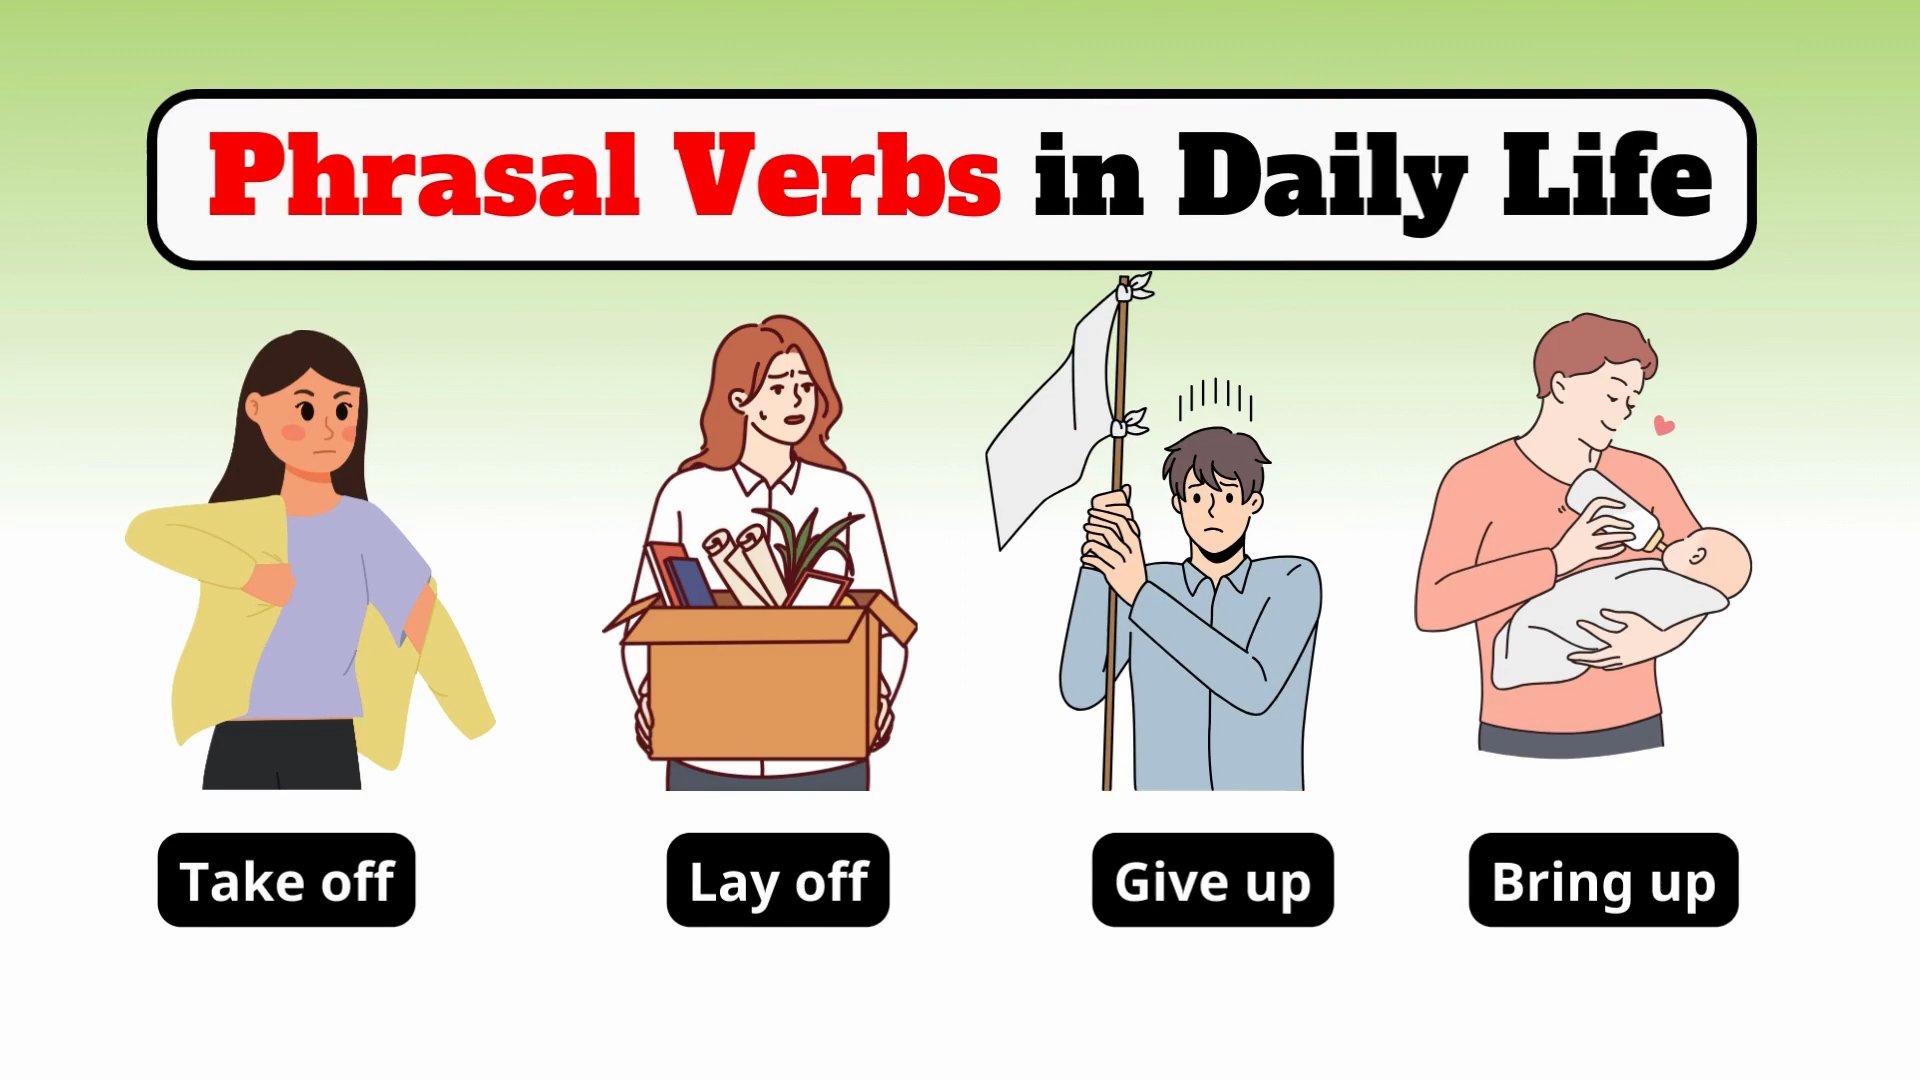 Phrasal Verbs in Daily Life
Take off
Lay off
Give up
Bring up